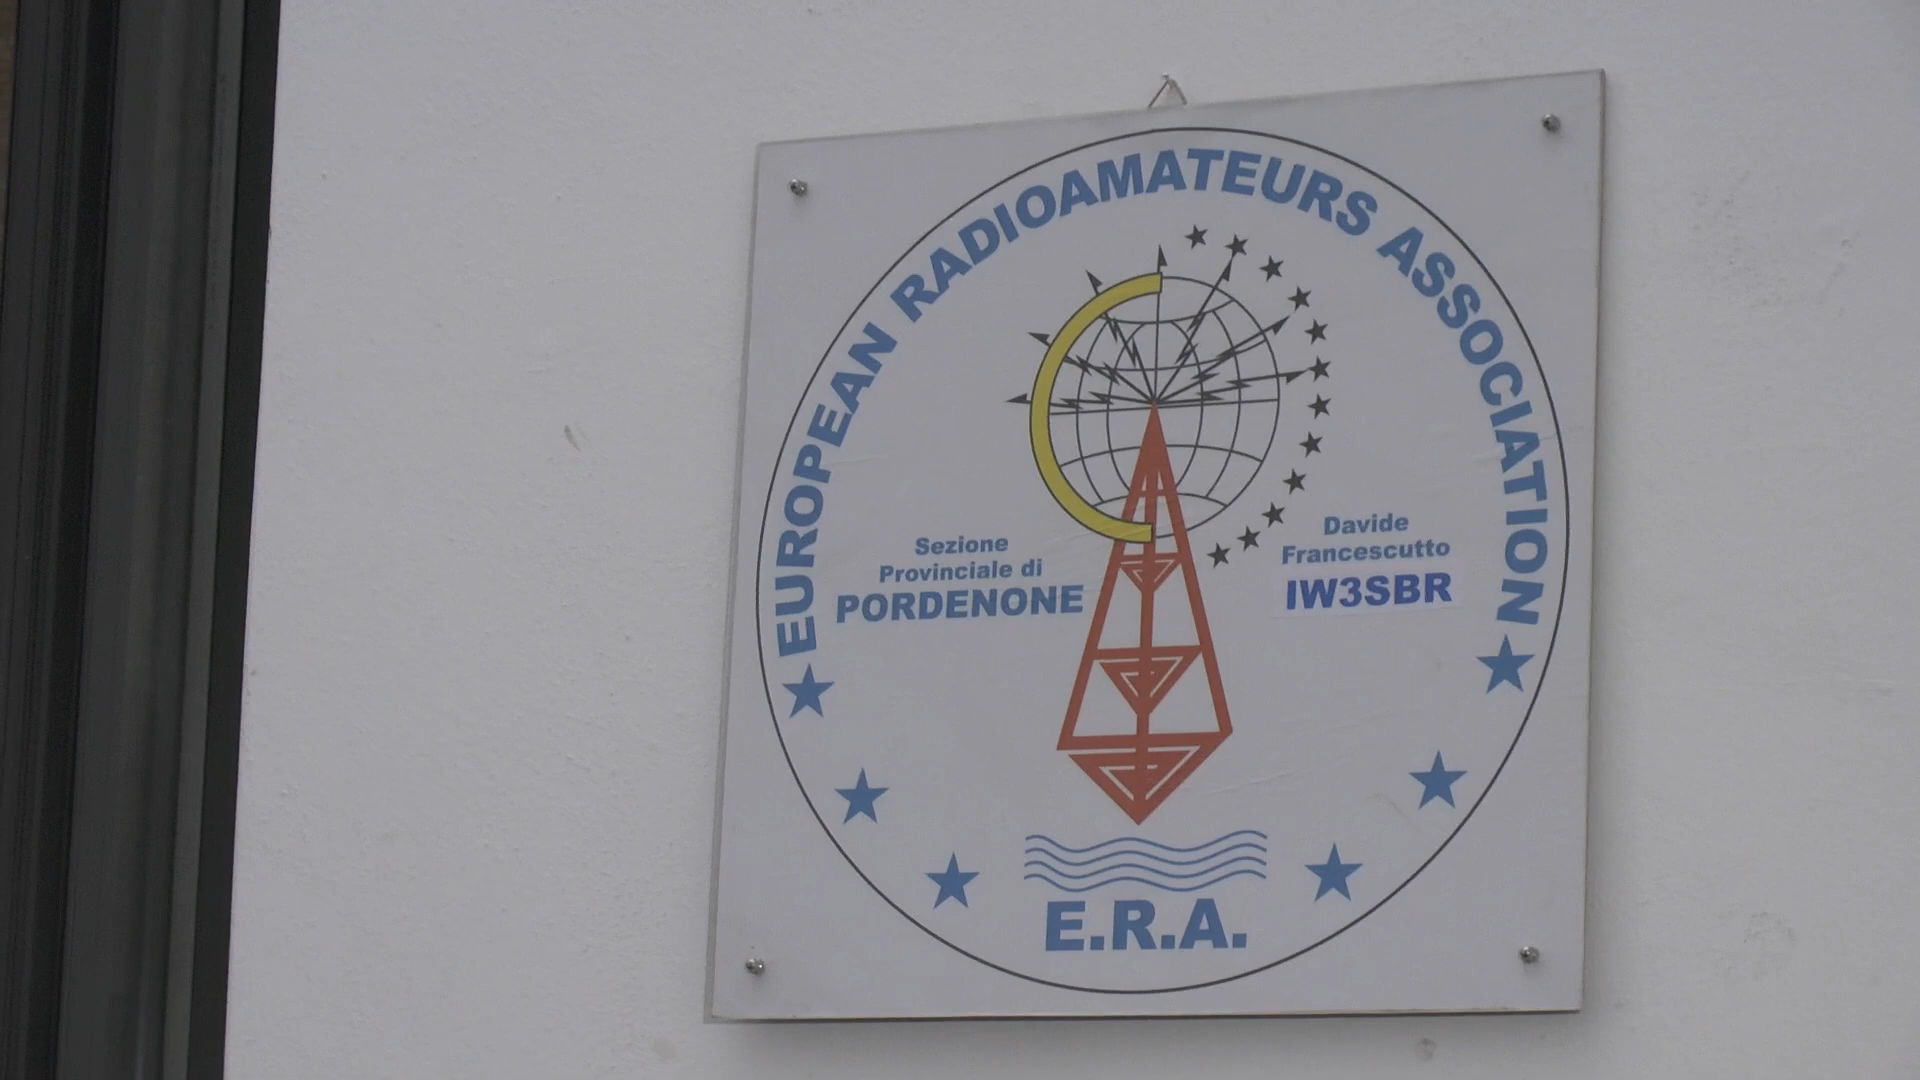 EUROPEAN RADIOAMATEURS ASSOCIATION
Sezione
Provinciale di
PORDENONE
Davide
Francescutto
IW3SBR
E.R.A.